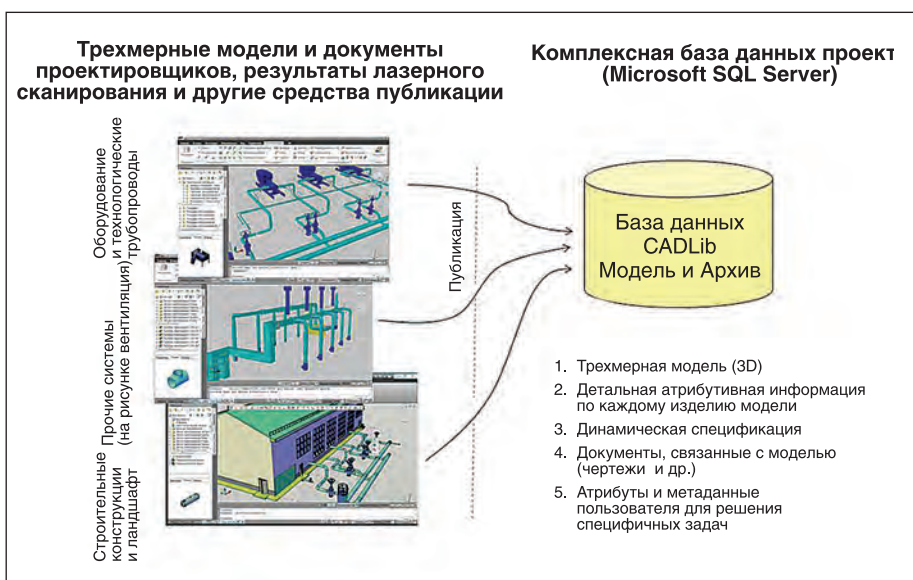 Трехмерные модели и документы
проектировщиков, результаты лазерного
сканирования и другие средства публикации
Комплексная база данных проект
(Microsoft SQL Server)
Оборудование
и технологические
трубопроводы
Прочие системы
(на рисунке вентиляция)
Строительные
конструкции
и ландшафт
Публикация
База данных
CADLib
Модель и Архив
1. Трехмерная модель (3D)
2. Детальная атрибутивная информация
по каждому изделию модели
3. Динамическая спецификация
4. Документы, связанные с моделью
(чертежи и др.)
5. Атрибуты и метаданные
пользователя для решения
специфичных задач